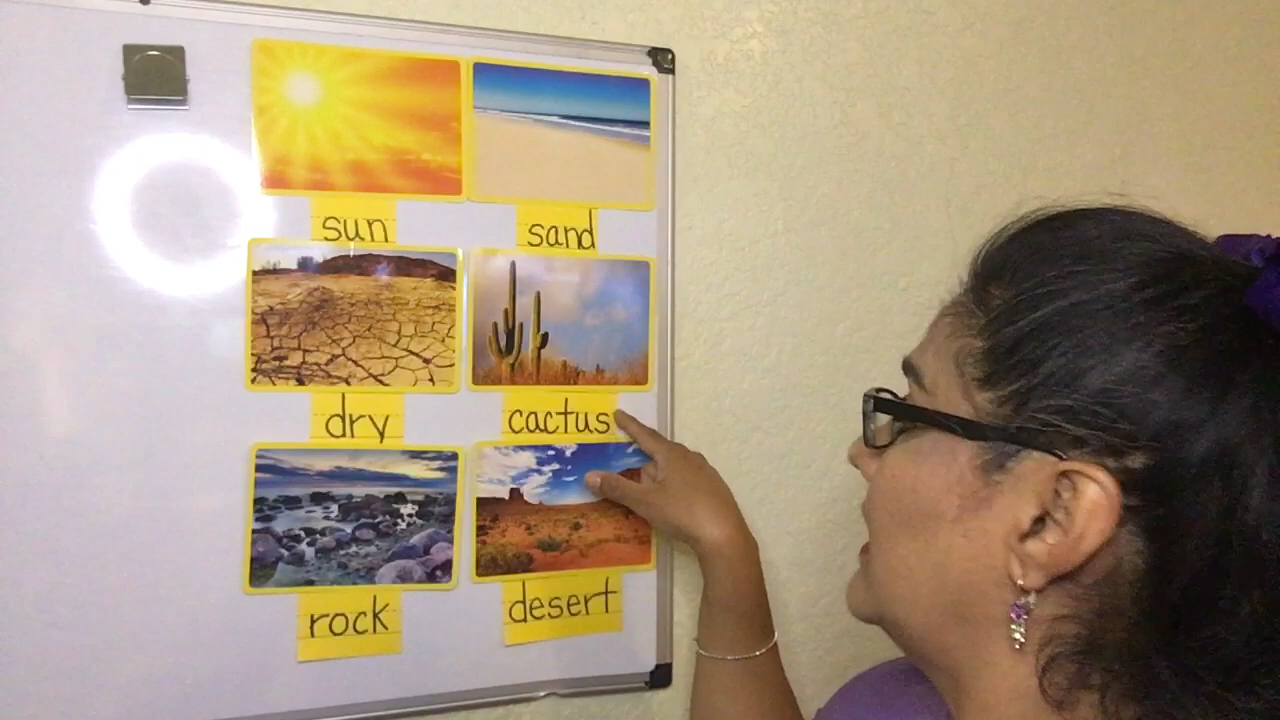 sun
sand
dry
cactus
rock
desert